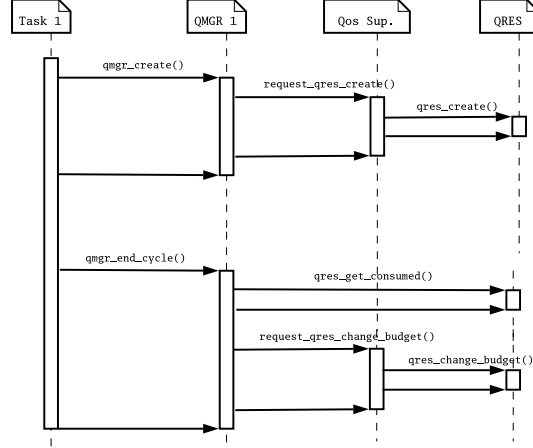 Task 1
QMGR 1
Qos Sup.
QRES
qmgr_create()
request_qres_create()
qres_create()
qmgr_end_cycle()
qres_get_consumed()
request_qres_change_budget()
qres_change_budget()